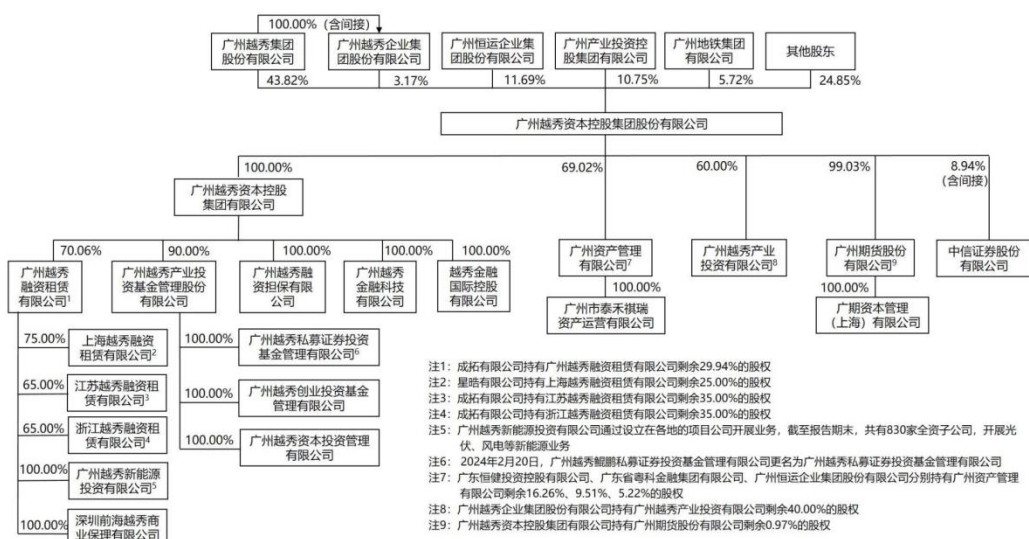 100.00%（含间接）
广州越秀集团
股份有限公司
广州越秀企业集
团股份有限公司
广州恒运企业集
团股份有限公司
广州产业投资控
股集团有限公司
广州地铁集团
有限公司
其他股东
43.82%
3.17%
11.69%
10.75%
5.72%
24.85%
广州越秀资本控股集团股份有限公司
100.00%
69.02%
60.00%
99.03%
8.94%
(含间接)
广州越秀资本控股
集团有限公司
70.06%
90.00%
100.00%
100.00%
100.00%
广州越秀
融资租赁
有限公司1
广州越秀产业投
资基金管理股份
有限公司
广州越秀融
资担保有限
公司
广州越秀
金融科技
有限公司
越秀金融
国际控股
有限公司
广州资产管理
有限公司7
广州越秀产业
投资有限公司8
广州期货股份
有限公司9
中信证券股份
有限公司
100.00%
广州市泰禾祺瑞
资产运营有限公司
100.00%
广期资本管理
（上海）有限公司
75.00%
上海越秀融资
租赁有限公司2
65.00%
江苏越秀融资租
赁有限公司3
65.00%
浙江越秀融资租
赁有限公司4
100.00%
广州越秀新能源
投资有限公司5
100.00%
深圳前海越秀商
业保理有限公司
100.00%
广州越秀私募证券投资
基金管理有限公司6
100.00%
广州越秀创业投资基金
管理有限公司
100.00%
广州越秀资本投资管理
有限公司
注1：成拓有限公司持有广州越秀融资租赁有限公司剩余29.94%的股权
注2：星晧有限公司持有上海越秀融资租赁有限公司剩余25.00%的股权
注3：成拓有限公司持有江苏越秀融资租赁有限公司剩余35.00%的股权
注4：成拓有限公司持有浙江越秀融资租赁有限公司剩余35.00%的股权
注5：广州越秀新能源投资有限公司通过设立在各地的项目公司开展业务，截至报告期末，共有830家全资子公司，开展光
伏、风电等新能源业务
注6： 2024年2月20日，广州越秀鲲鹏私募证券投资基金管理有限公司更名为广州越秀私募证券投资基金管理有限公司
注7：广东恒健投资控股有限公司、广东省粤科金融集团有限公司、广州恒运企业集团股份有限公司分别持有广州资产管理
有限公司剩余16.26%、9.51%、5.22%的股权
注8：广州越秀企业集团股份有限公司持有广州越秀产业投资有限公司剩余40.00%的股权
注9：广州越秀资本控股集团有限公司持有广州期货股份有限公司剩余0.97%的股权